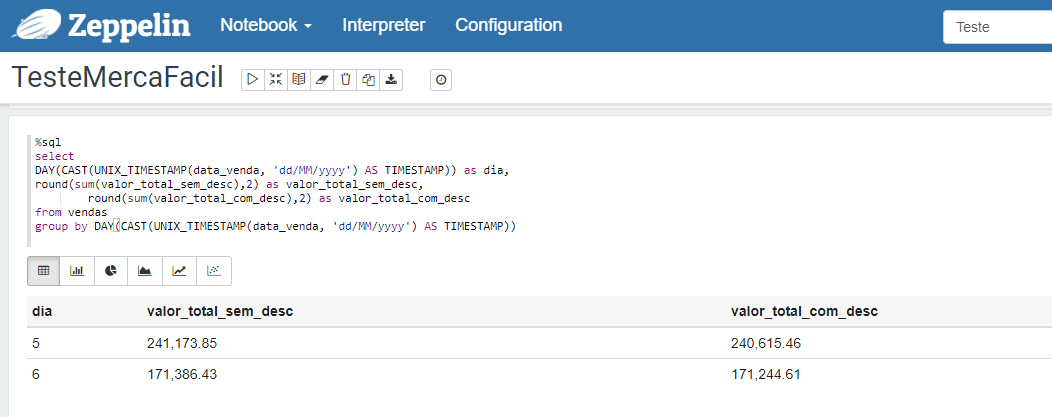 Zeppelin Notebook Interpreter Configuration Teste
TesteMercaFacil
%sql
select
DAY(CAST(UNIX_TIMESTAMP(data_venda, 'dd/MM/yyyy') AS TIMESTAMP)) as dia,
round(sum(valor_total_sem_desc),2) as valor_total_sem_desc,
round(sum(valor_total_com_desc),2) as valor_total_com_desc
from vendas
group by DAY(CAST(UNIX_TIMESTAMP(data_venda, 'dd/MM/yyyy') AS TIMESTAMP))
dia valor_total_sem_desc valor_total_com_desc
5 241,173.85 240,615.46
6 171,386.43 171,244.61